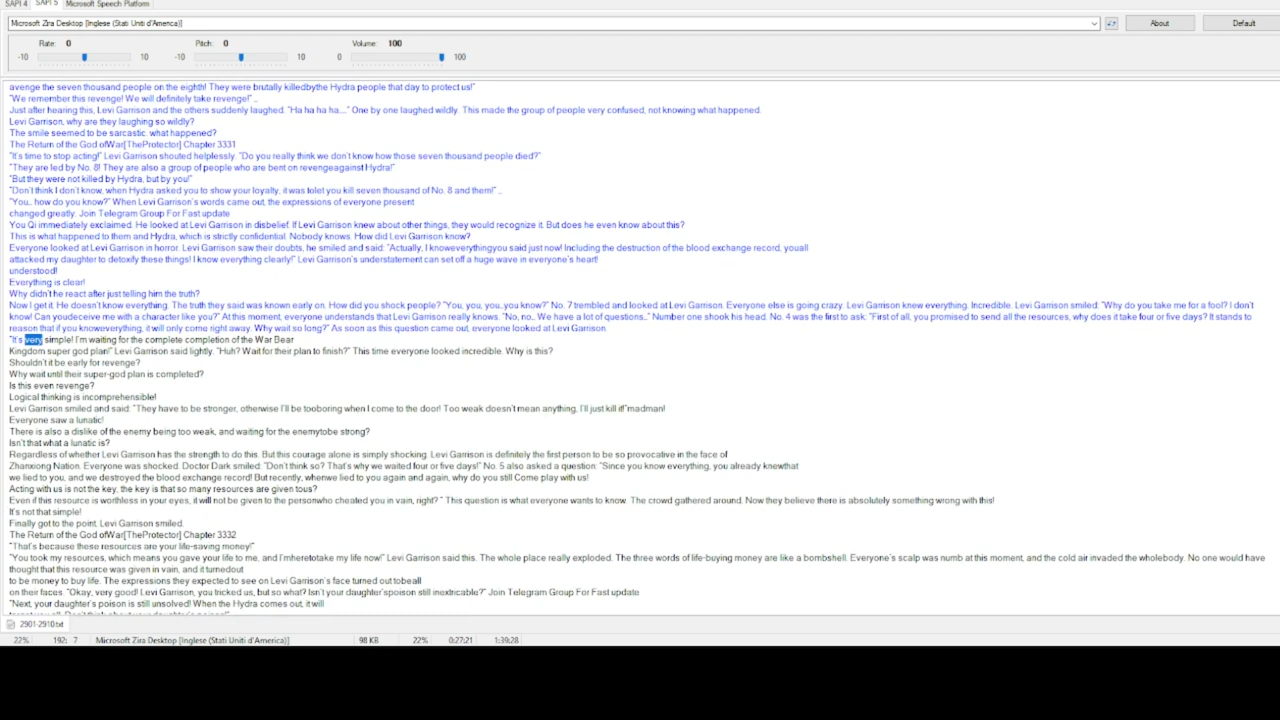 SAPI 4 SAPI 5 Microsoft Speech Platform
Microsoft Zira Desktop [Inglese (Stati Uniti d'America)] About Default
Rate: 0 Pitch: 0 Volume: 100
-10 10 -10 10 0 100
avenge the seven thousand people on the eighth! They were brutally killedbythe Hydra people that day to protect us!"
"We remember this revenge! We will definitely take revenge!" ..
Just after hearing this, Levi Garrison and the others suddenly laughed. "Ha ha ha ha...." One by one laughed wildly. This made the group of people very confused, not knowing what happened.
Levi Garrison, why are they laughing so wildly?
The smile seemed to be sarcastic. what happened?
The Return of the God ofWar[TheProtector] Chapter 3331
"It's time to stop acting!" Levi Garrison shouted helplessly. "Do you really think we don't know how those seven thousand people died?"
"They are led by No. 8! They are also a group of people who are bent on revengeagainst Hydra!"
"But they were not killed by Hydra, but by you!"
"Don't think I don't know, when Hydra asked you to show your loyalty, it was tolet you kill seven thousand of No. 8 and them!" ..
"You.. how do you know?" When Levi Garrison's words came out, the expressions of everyone present
changed greatly. Join Telegram Group For Fast update
You Qi immediately exclaimed. He looked at Levi Garrison in disbelief. If Levi Garrison knew about other things, they would recognize it. But does he even know about this?
This is what happened to them and Hydra, which is strictly confidential. Nobody knows. How did Levi Garrison know?
Everyone looked at Levi Garrison in horror. Levi Garrison saw their doubts, he smiled and said: "Actually, I knoweverythingyou said just now! Including the destruction of the blood exchange record, youall
attacked my daughter to detoxify these things! I know everything clearly!" Levi Garrison's understatement can set off a huge wave in everyone's heart!
understood!
Everything is clear!
Why didn't he react after just telling him the truth?
Now I get it. He doesn't know everything. The truth they said was known early on. How did you shock people? "You, you, you..you know?" No. 7 trembled and looked at Levi Garrison. Everyone else is going crazy. Levi Garrison knew everything. Incredible. Levi Garrison smiled: "Why do you take me for a fool? I don't
know! Can youdeceive me with a character like you?" At this moment, everyone understands that Levi Garrison really knows. "No, no.. We have a lot of questions.." Number one shook his head. No. 4 was the first to ask: "First of all, you promised to send all the resources, why does it take four or five days? It stands to
reason that if you knoweverything, it will only come right away. Why wait so long?" As soon as this question came out, everyone looked at Levi Garrison
"It's very simple! I'm waiting for the complete completion of the War Bear
Kingdom super god plan!" Levi Garrison said lightly. "Huh? Wait for their plan to finish?" This time everyone looked incredible. Why is this?
Shouldn't it be early for revenge?
Why wait until their super-god plan is completed?
Is this even revenge?
Logical thinking is incomprehensible!
Levi Garrison smiled and said: "They have to be stronger, otherwise I'll be tooboring when I come to the door! Too weak doesn't mean anything, I'll just kill it!"madman!
Everyone saw a lunatic!
There is also a dislike of the enemy being too weak, and waiting for the enemytobe strong?
Isn't that what a lunatic is?
Regardless of whether Levi Garrison has the strength to do this. But this courage alone is simply shocking. Levi Garrison is definitely the first person to be so provocative in the face of
Zhanxiong Nation. Everyone was shocked. Doctor Dark smiled: "Don't think so? That's why we waited four or five days!" No. 5 also asked a question: "Since you know everything, you already knewthat
we lied to you, and we destroyed the blood exchange record! But recently, whenwe lied to you again and again, why do you still Come play with us!
Acting with us is not the key, the key is that so many resources are given tous?
Even if this resource is worthless in your eyes, it will not be given to the personwho cheated you in vain, right? " This question is what everyone wants to know. The crowd gathered around. Now they believe there is absolutely something wrong with this!
It's not that simple!
Finally got to the point. Levi Garrison smiled.
The Return of the God ofWar[TheProtector] Chapter 3332
"That's because these resources are your life-saving money!"
"You took my resources, which means you gave your life to me, and I'mheretotake my life now!" Levi Garrison said this. The whole place really exploded. The three words of life-buying money are like a bombshell. Everyone's scalp was numb at this moment, and the cold air invaded the wholebody. No one would have
thought that this resource was given in vain, and it turnedout
to be money to buy life. The expressions they expected to see on Levi Garrison's face turned out tobeall
on their faces. "Okay, very good! Levi Garrison, you tricked us, but so what? Isn't your daughter'spoison still inextricable?" Join Telegram Group For Fast update
"Next, your daughter's poison is still unsolved! When the Hydra comes out, it will
2901-2910.txt
22% 192: 7 Microsoft Zira Desktop [Inglese (Stati Uniti d'America)] 98 KB 22% 0:27:21 1:39:28